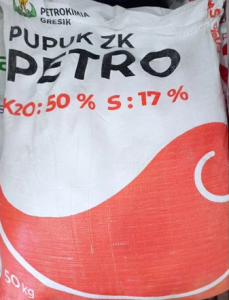 PETROKIMIA
GRESIK
PUPUK ZK
PETRO
K2O: 50 % S: 17 %
50 kg